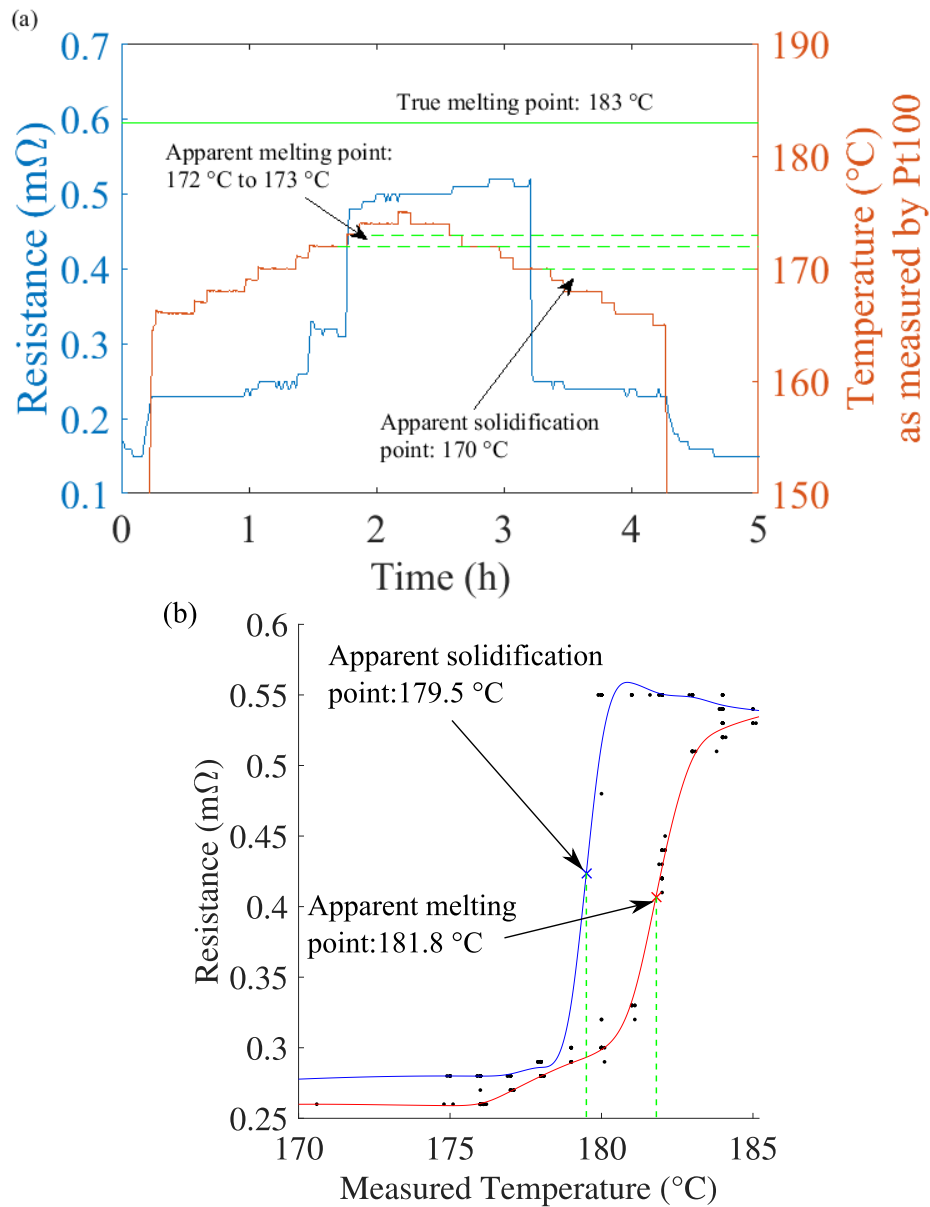 (a)
0.7
0.6
0.5
0.4
0.3
0.2
0.1
Resistance (mΩ)
190
180
170
160
150
Temperature (°C)
as measured by Pt100
True melting point: 183 °C
Apparent melting point:
172 °C to 173 °C
Apparent solidification
point: 170 °C
0 1 2 3 4 5
Time (h)
(b)
0.6
0.55
0.5
0.45
0.4
0.35
0.3
0.25
Resistance (mΩ)
Apparent solidification
point:179.5 °C
Apparent melting
point:181.8 °C
170 175 180 185
Measured Temperature (°C)